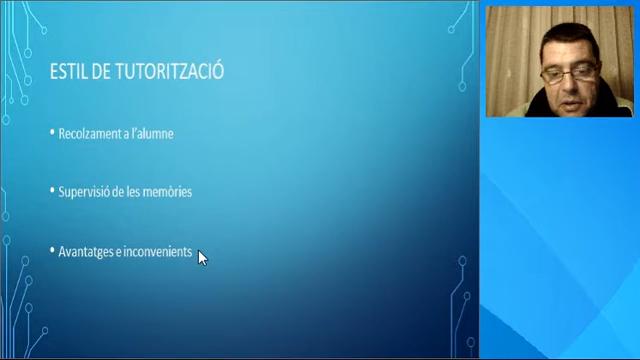 ESTIL DE TUTORITZACIÓ
• Recolzament a l'alumne
• Supervisió de les memòries
• Avantatges e inconvenients